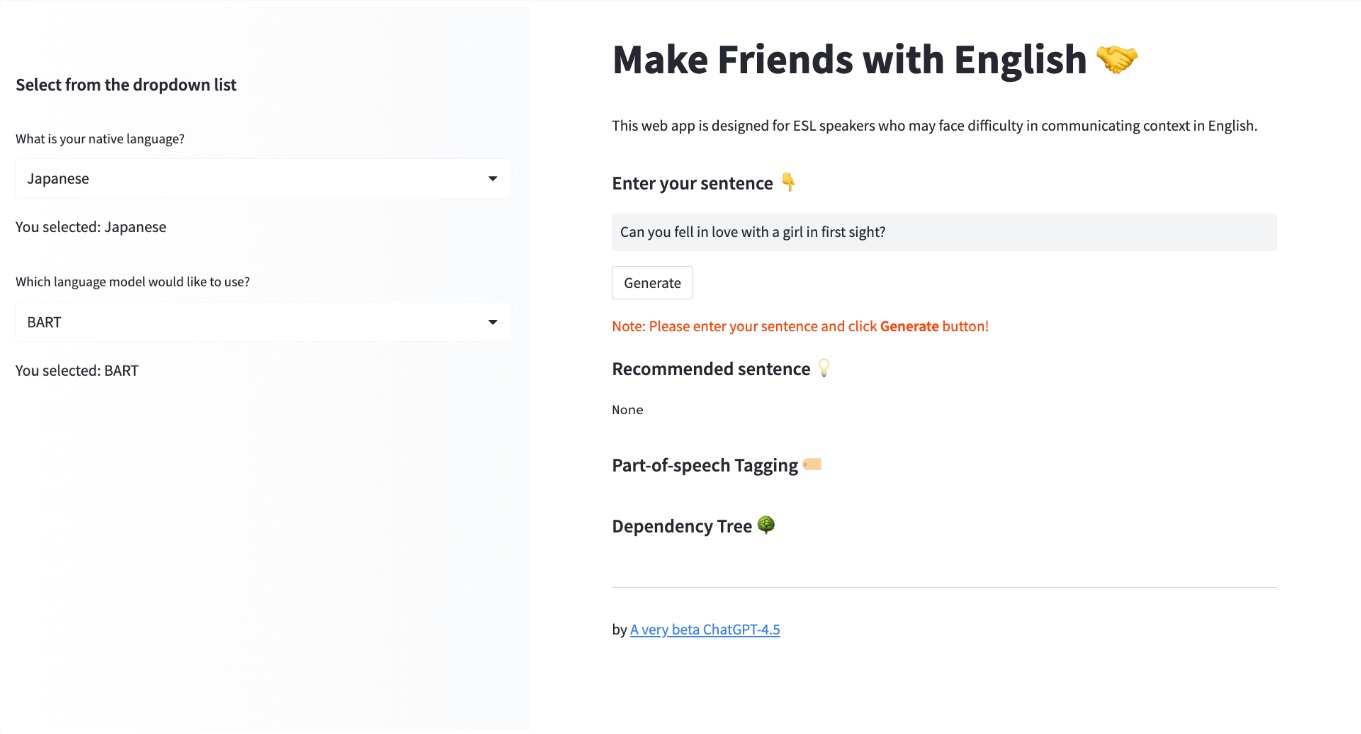 Select from the dropdown list
What is your native language?
Japanese
You selected: Japanese
Which language model would like to use?
BART
You selected: BART
Make Friends with English 🤝
This web app is designed for ESL speakers who may face difficulty in communicating context in English.
Enter your sentence 👇
Can you fell in love with a girl in first sight?
Generate
Note: Please enter your sentence and click Generate button!
Recommended sentence 💡
None
Part-of-speech Tagging 🏷️
Dependency Tree 🌳
by A very beta ChatGPT-4.5